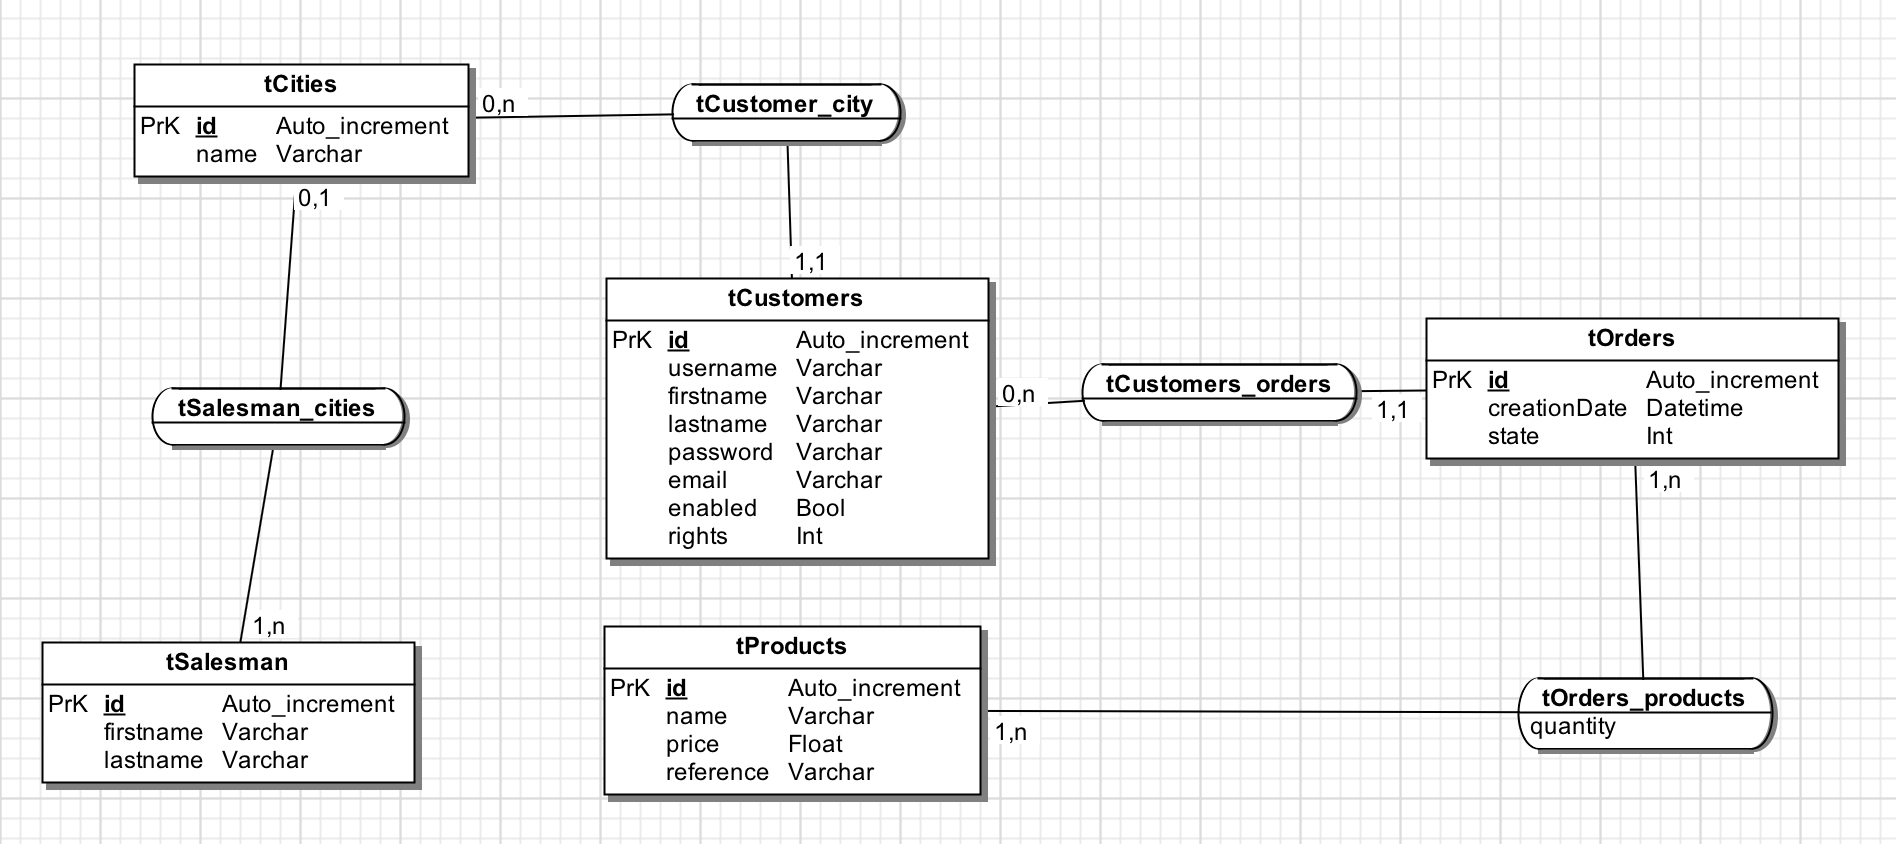 tCities
PrK id Auto_increment
name Varchar
0,n
tCustomer_city
0,1
1,1
tCustomers
PrK id Auto_increment
username Varchar
firstname Varchar
lastname Varchar
password Varchar
email Varchar
enabled Bool
rights Int
0,n
tCustomers_orders
1,1
tOrders
PrK id Auto_increment
creationDate Datetime
state Int
1,n
tSalesman_cities
1,n
tSalesman
PrK id Auto_increment
firstname Varchar
lastname Varchar
tProducts
PrK id Auto_increment
name Varchar
price Float
reference Varchar
1,n
tOrders_products
quantity